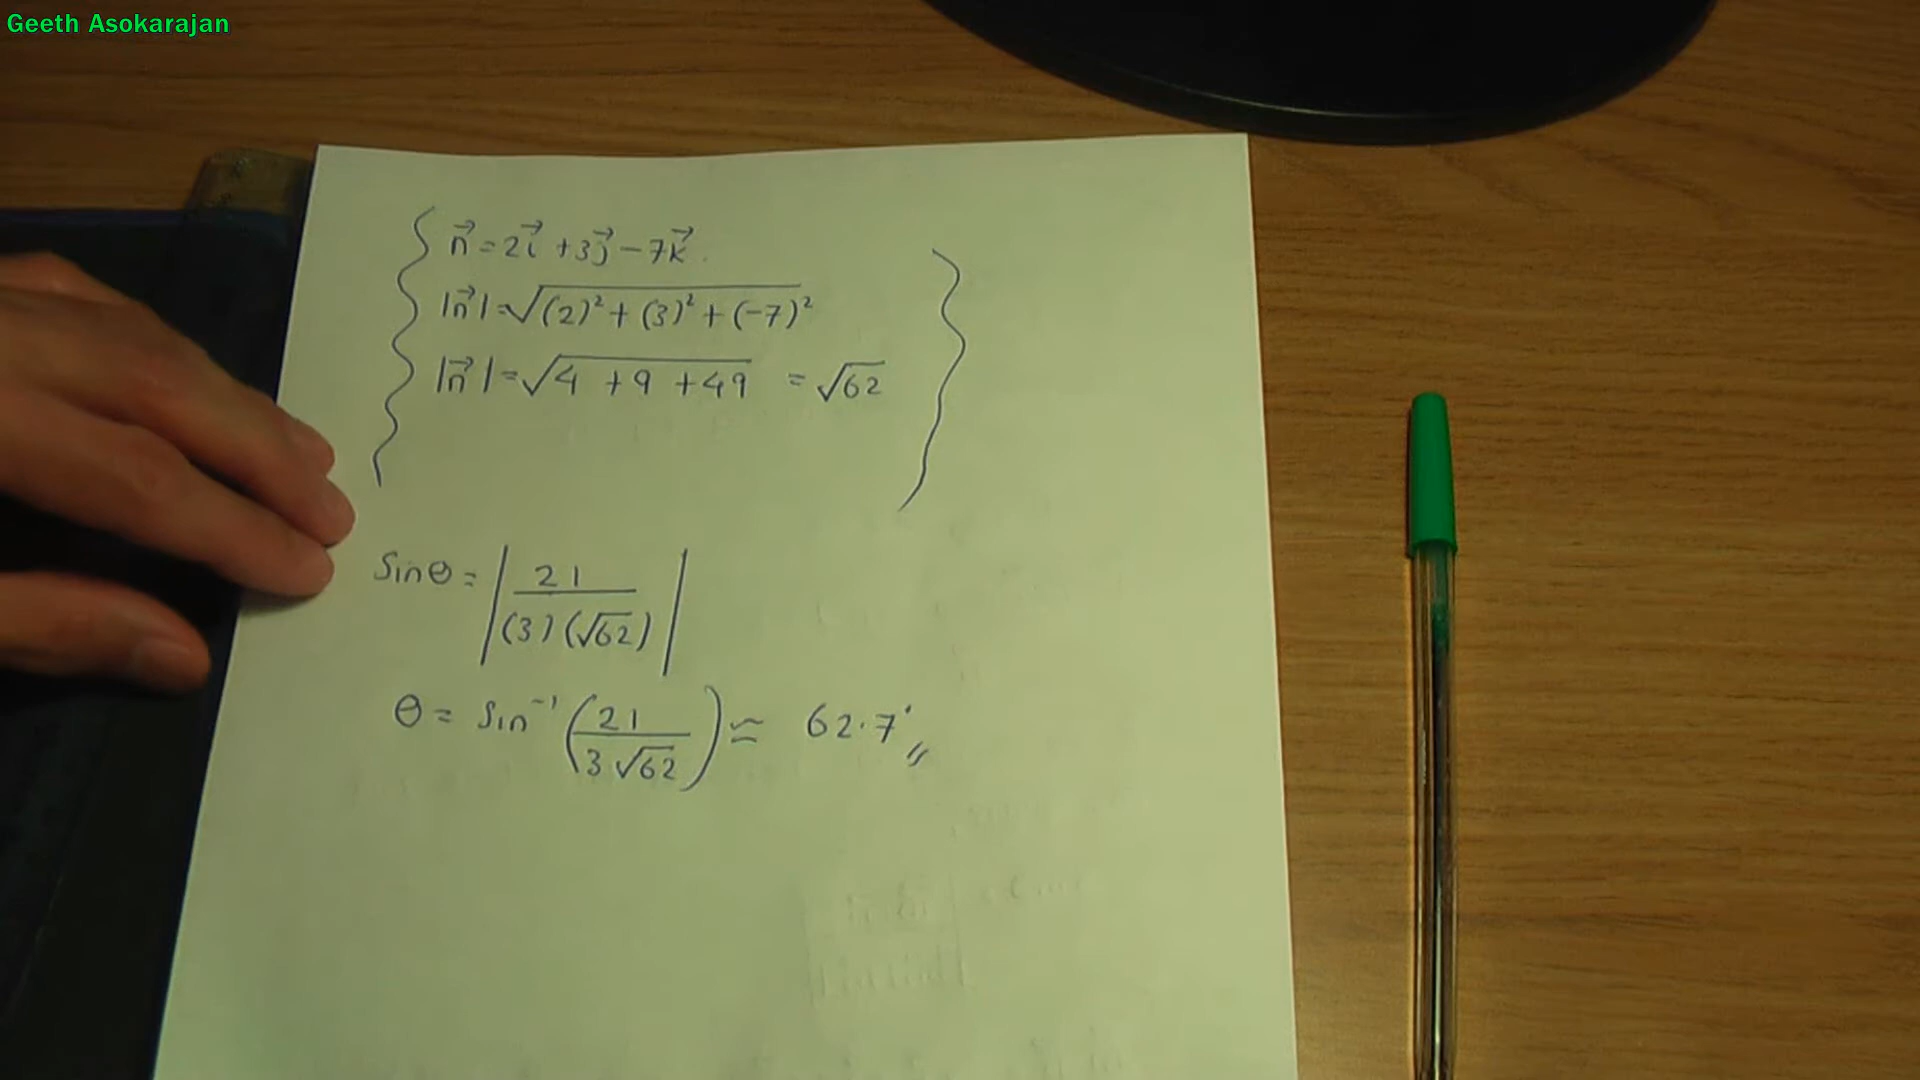 Geeth Asokarajan
n⃗ = 2i⃗ + 3j⃗ − 7k⃗.
|n⃗| = √((2)² + (3)² + (-7)²)
|n⃗| = √(4 + 9 + 49) = √62
Sinθ = |21 / (3)(√62)|
θ = Sin⁻¹(21 / 3√62) ≈ 62.7°